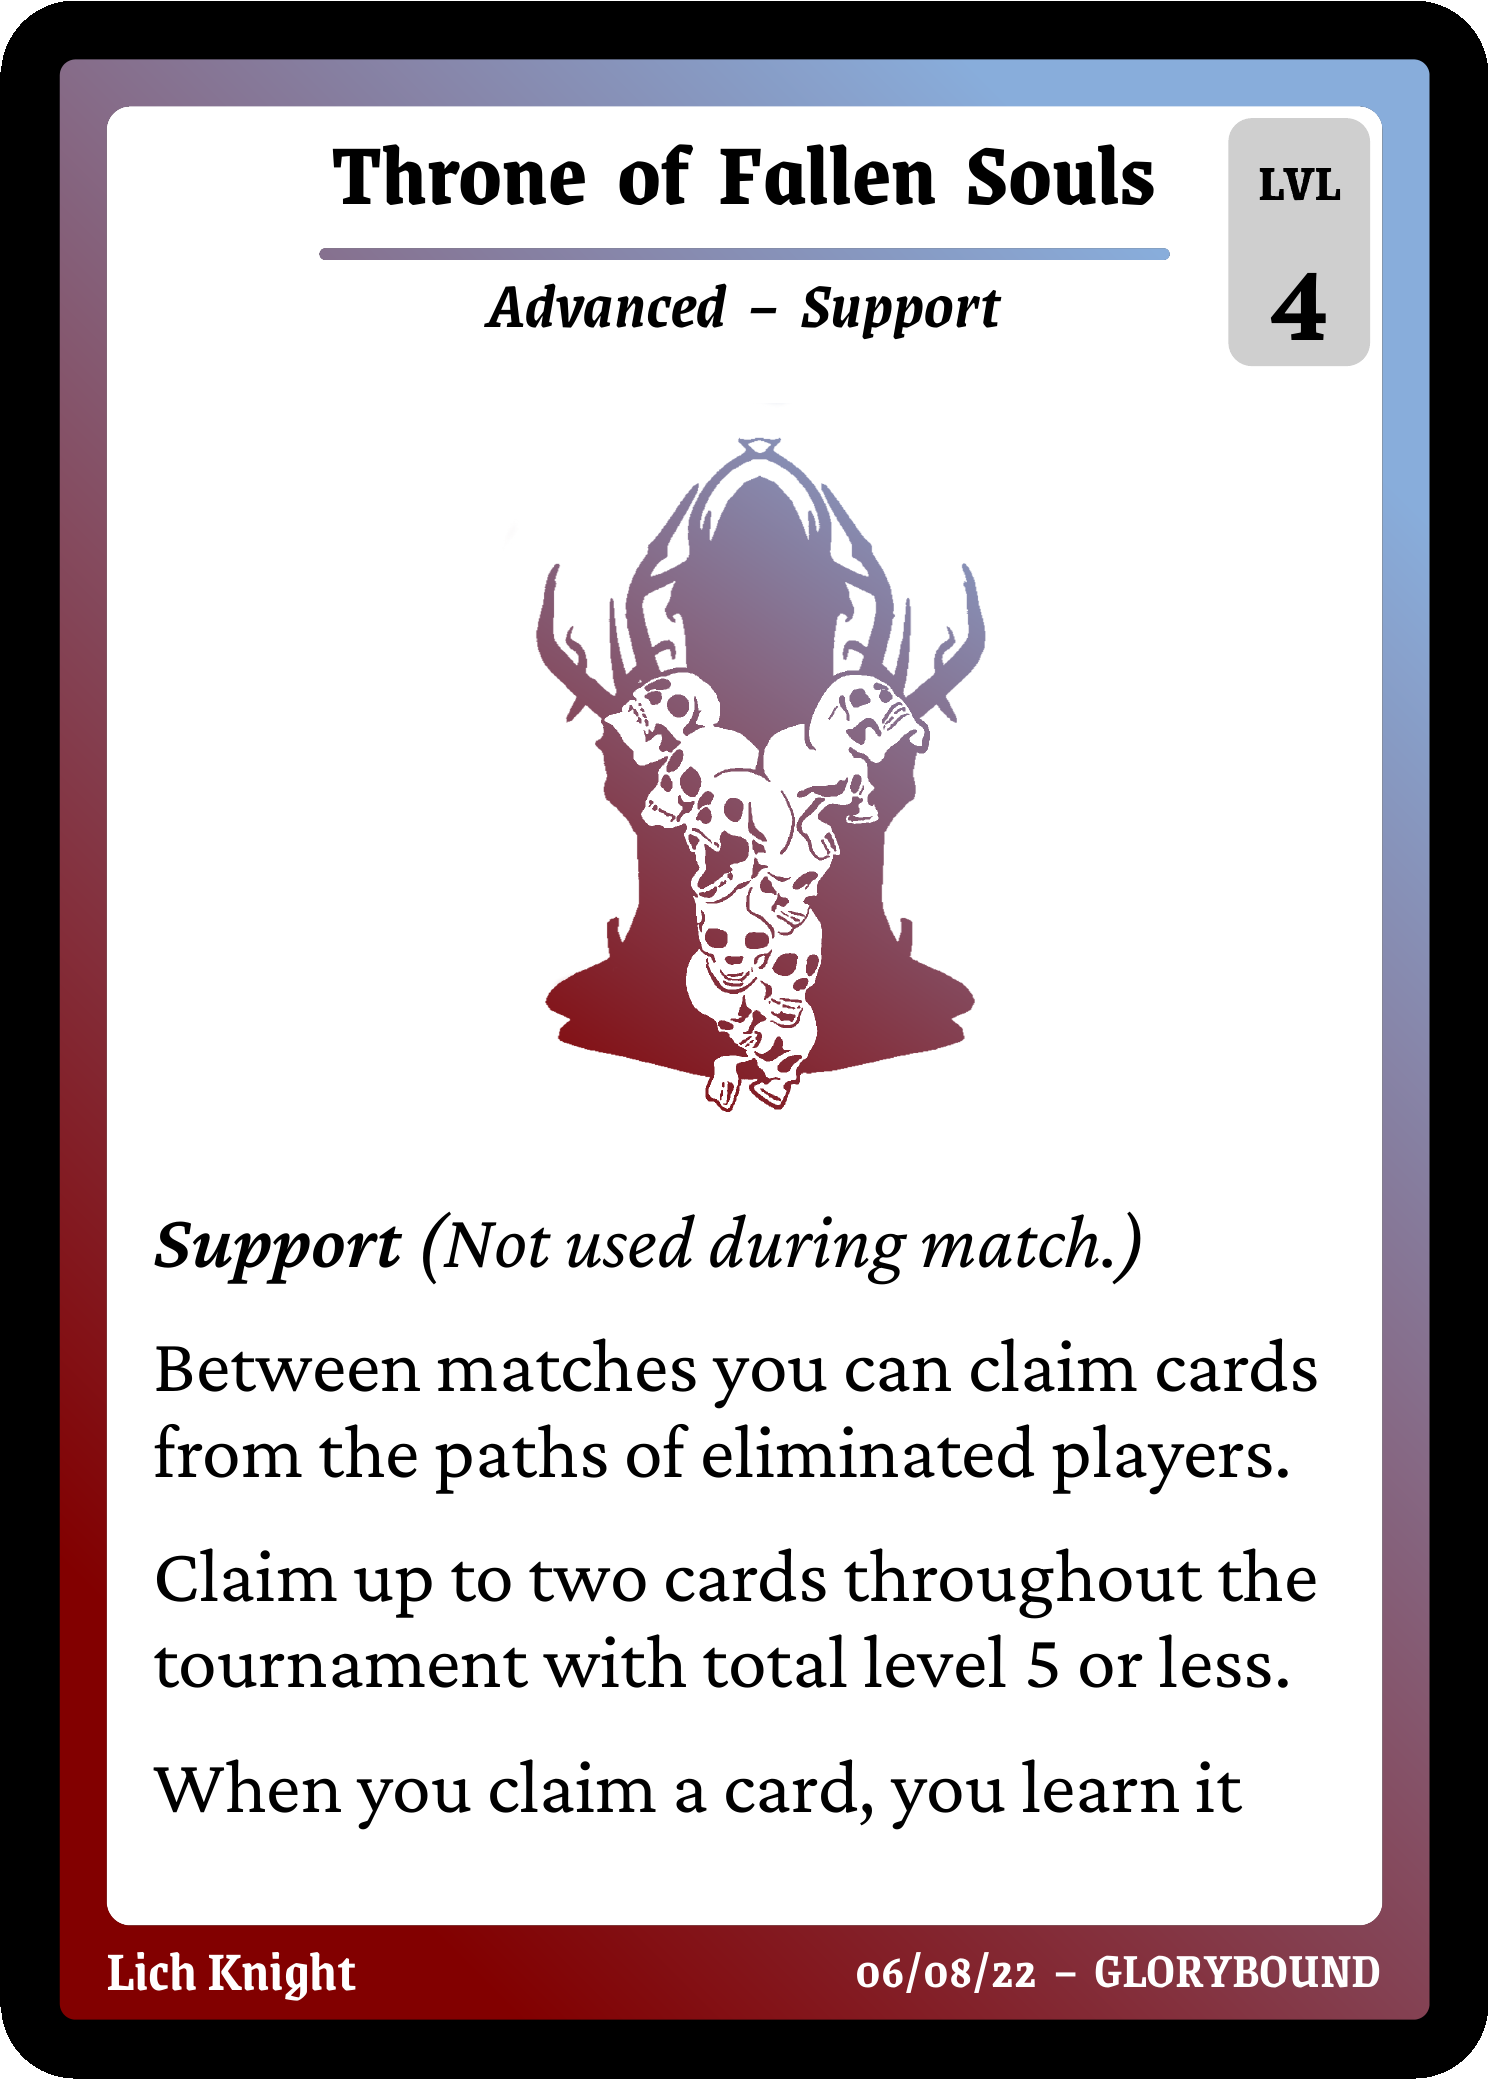 Throne of Fallen Souls
LVL
4
Advanced – Support
Support (Not used during match.)
Between matches you can claim cards
from the paths of eliminated players.
Claim up to two cards throughout the
tournament with total level 5 or less.
When you claim a card, you learn it
Lich Knight
06/08/22 – GLORYBOUND